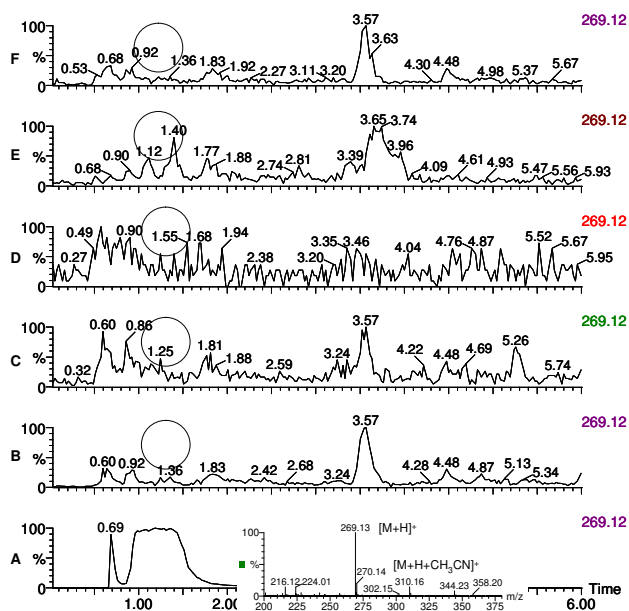 269.12
100
F %
0
0.53 0.68 0.92 1.36 1.83 1.92 2.27 3.11 3.20 3.57 3.63 4.30 4.48 4.98 5.37 5.67
269.12
100
E %
0
0.68 0.90 1.12 1.40 1.77 1.88 2.74 2.81 3.39 3.65 3.74 3.96 4.09 4.61 4.93 5.47 5.56 5.93
269.12
100
D %
0
0.27 0.49 0.90 1.55 1.68 1.94 2.38 3.20 3.35 3.46 4.04 4.76 4.87 5.52 5.67 5.95
269.12
100
C %
0
0.32 0.60 0.86 1.25 1.81 1.88 2.59 3.24 3.57 4.22 4.48 4.69 5.26 5.74
269.12
100
B %
0
0.60 0.92 1.36 1.83 2.42 2.68 3.24 3.57 4.28 4.48 4.87 5.13 5.34
269.12
100
A %
0
0.69
1.00 2.00 6.00
Time
100
%
0
269.13 [M+H]+
270.14 [M+H+CH₃CN]+
216.12 224.01 302.15 310.16 344.23 358.20
m/z
200 225 250 275 300 325 350 375